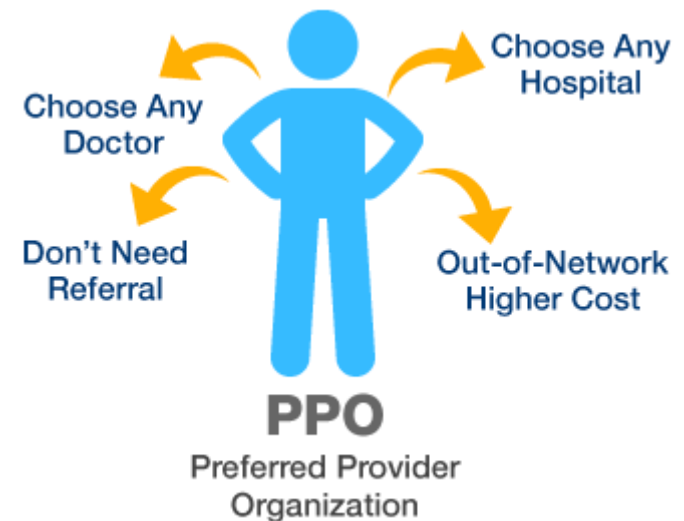 Choose Any
Doctor
Choose Any
Hospital
Don't Need
Referral
Out-of-Network
Higher Cost
PPO
Preferred Provider
Organization